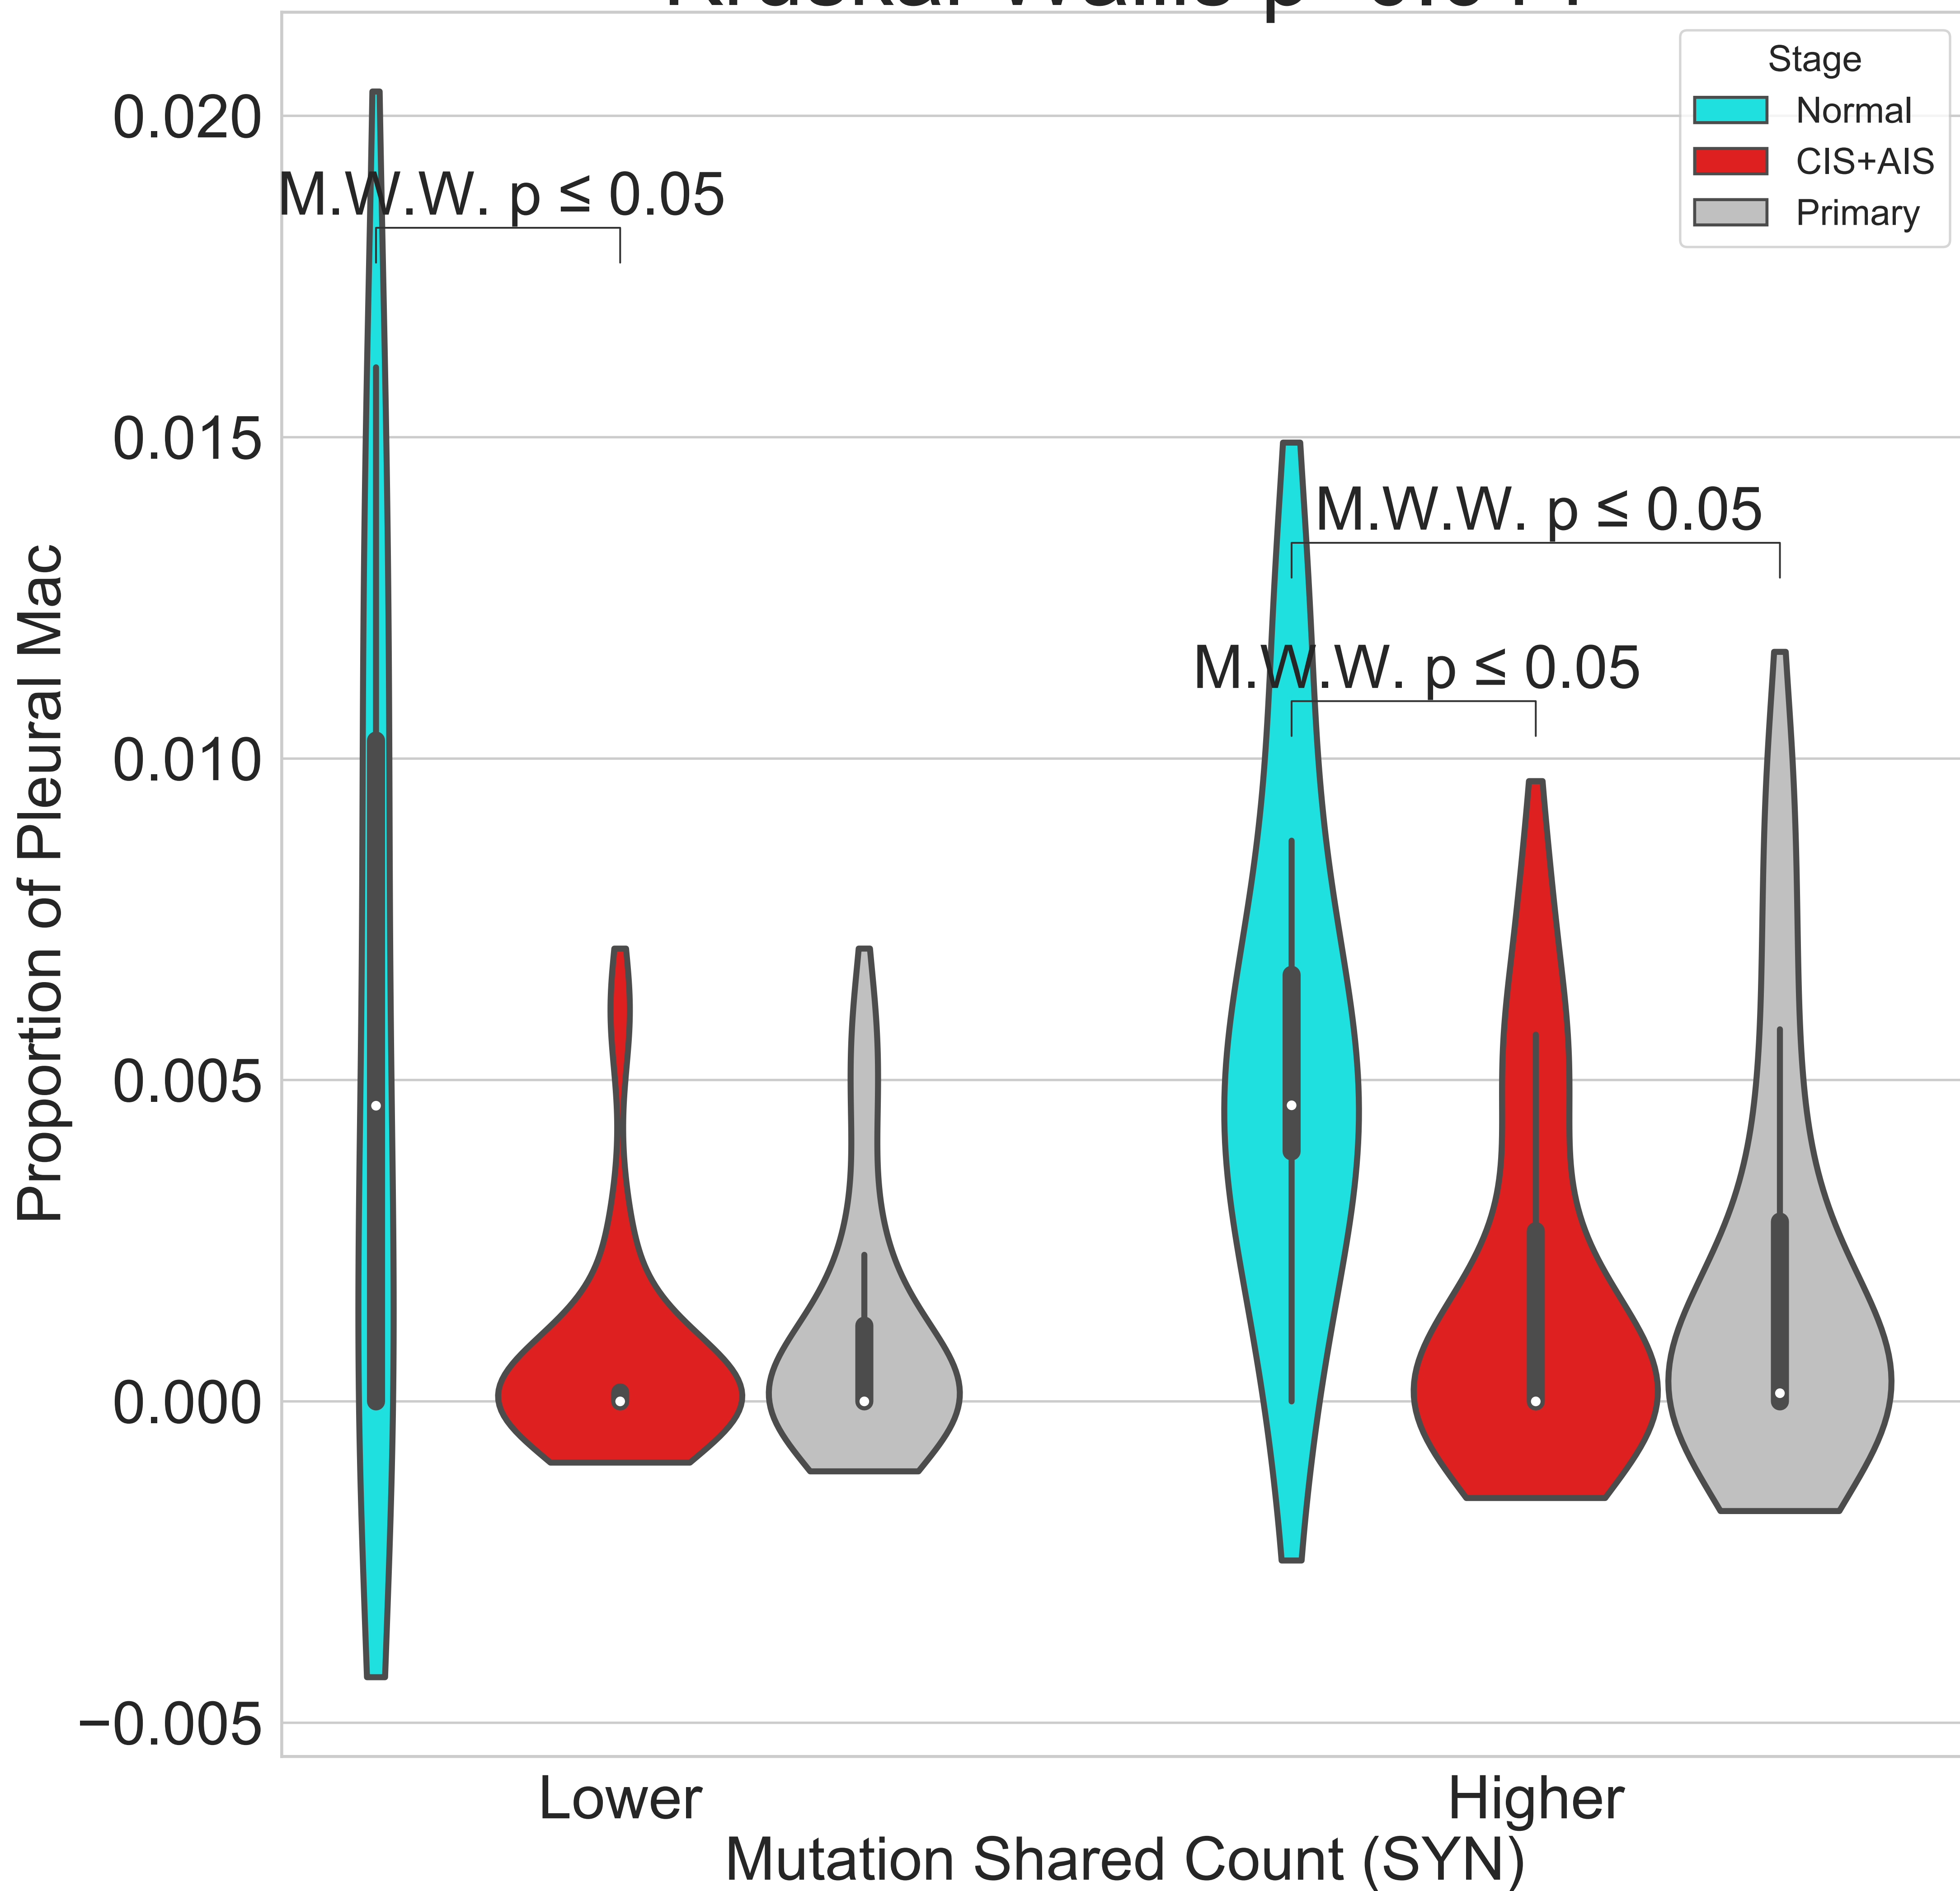 Stage
Normal
CIS+AIS
Primary
0.020
0.015
0.010
0.005
0.000
−0.005
Proportion of Pleural Mac
M.W.W. p ≤ 0.05
M.W.W. p ≤ 0.05
M.W.W. p ≤ 0.05
Lower
Higher
Mutation Shared Count (SYN)